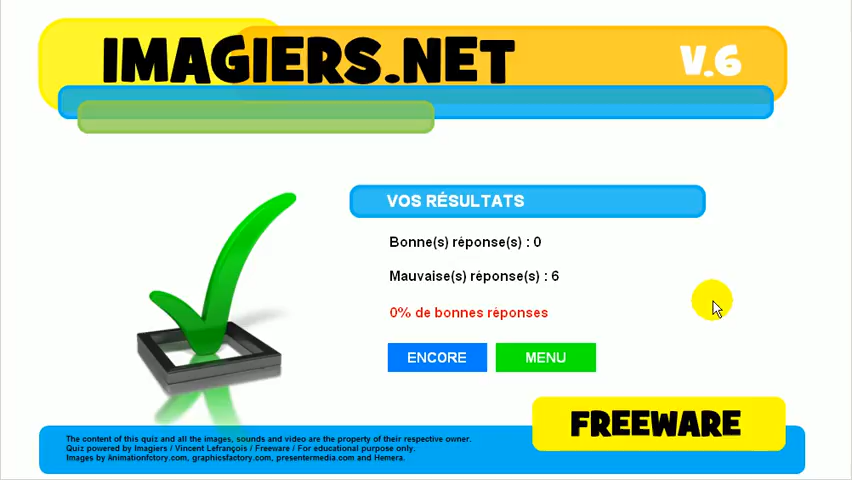 IMAGIERS.NET
V.6
VOS RÉSULTATS
Bonne(s) réponse(s) : 0
Mauvaise(s) réponse(s) : 6
0% de bonnes réponses
ENCORE
MENU
FREEWARE
The content of this quiz and all the images, sounds and video are the property of their respective owner.
Quiz powered by Imagiers / Vincent Lefrançois / Freeware / For educational purpose only.
Images by Animationfctory.com, graphicsfactory.com, presentermedia.com and Hemera.